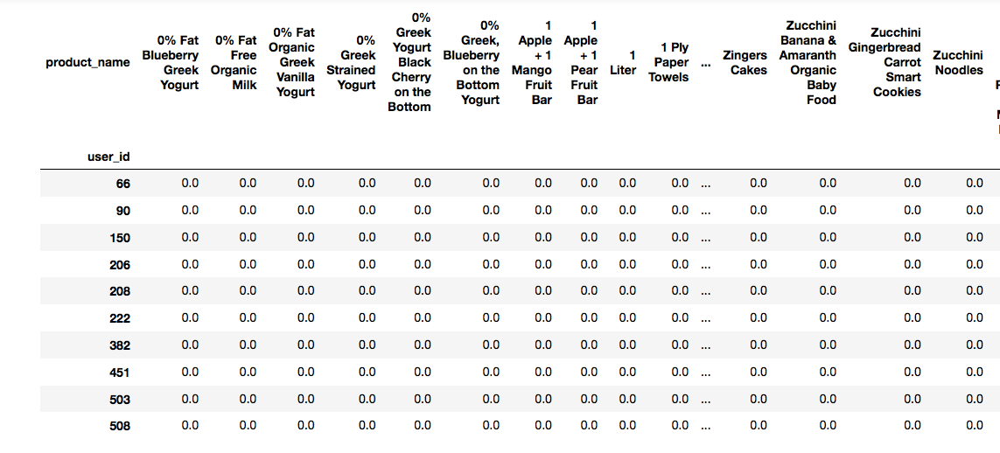 product_name
0% Fat
Blueberry
Greek
Yogurt
0% Fat
Free
Organic
Milk
0% Fat
Organic
Greek
Vanilla
Yogurt
0%
Greek
Strained
Yogurt
0%
Greek
Yogurt
Black
Cherry
on the
Bottom
0%
Greek,
Blueberry
on the
Bottom
Yogurt
1
Apple
+ 1
Mango
Fruit
Bar
1
Apple
+ 1
Pear
Fruit
Bar
1
Liter
1 Ply
Paper
Towels
...
Zingers
Cakes
Zucchini
Banana &
Amaranth
Organic
Baby
Food
Zucchini
Gingerbread
Carrot
Smart
Cookies
Zucchini
Noodles
user_id
66 0.0 0.0 0.0 0.0 0.0 0.0 0.0 0.0 0.0 0.0 ... 0.0 0.0 0.0 0.0
90 0.0 0.0 0.0 0.0 0.0 0.0 0.0 0.0 0.0 0.0 ... 0.0 0.0 0.0 0.0
150 0.0 0.0 0.0 0.0 0.0 0.0 0.0 0.0 0.0 0.0 ... 0.0 0.0 0.0 0.0
206 0.0 0.0 0.0 0.0 0.0 0.0 0.0 0.0 0.0 0.0 ... 0.0 0.0 0.0 0.0
208 0.0 0.0 0.0 0.0 0.0 0.0 0.0 0.0 0.0 0.0 ... 0.0 0.0 0.0 0.0
222 0.0 0.0 0.0 0.0 0.0 0.0 0.0 0.0 0.0 0.0 ... 0.0 0.0 0.0 0.0
382 0.0 0.0 0.0 0.0 0.0 0.0 0.0 0.0 0.0 0.0 ... 0.0 0.0 0.0 0.0
451 0.0 0.0 0.0 0.0 0.0 0.0 0.0 0.0 0.0 0.0 ... 0.0 0.0 0.0 0.0
503 0.0 0.0 0.0 0.0 0.0 0.0 0.0 0.0 0.0 0.0 ... 0.0 0.0 0.0 0.0
508 0.0 0.0 0.0 0.0 0.0 0.0 0.0 0.0 0.0 0.0 ... 0.0 0.0 0.0 0.0